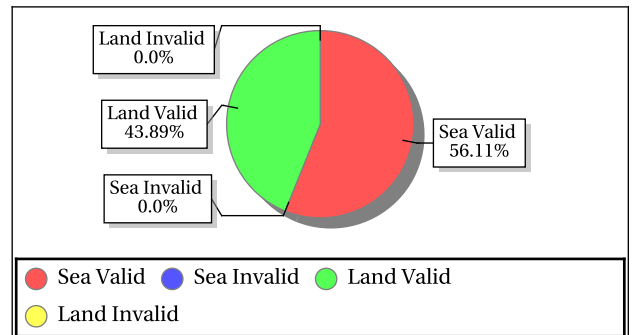 Land Invalid
0.0%
Land Valid
43.89%
Sea Valid
56.11%
Sea Invalid
0.0%
Sea Valid Sea Invalid Land Valid
Land Invalid